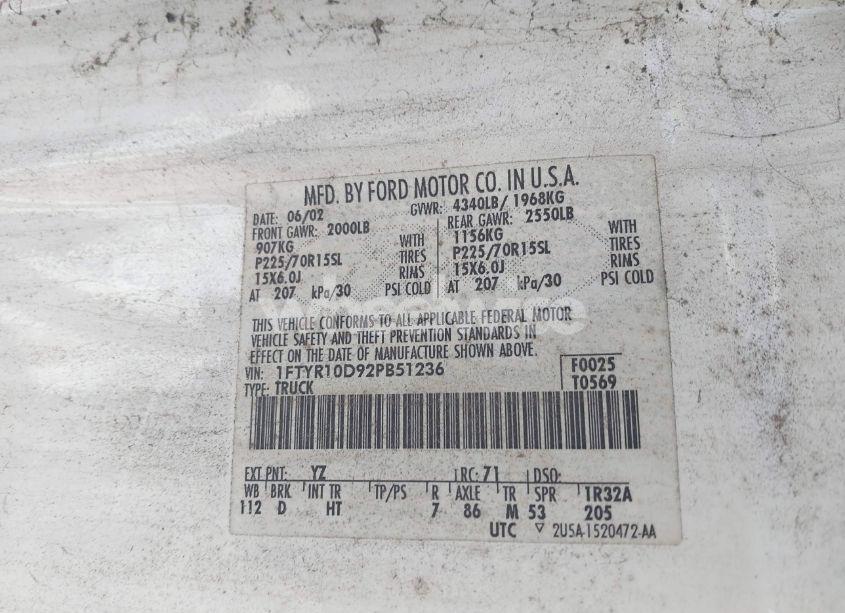 MFD. BY FORD MOTOR CO. IN U.S.A.
DATE: 06/02 GVWR: 4340LB/ 1968KG
FRONT GAWR: 2000LB REAR GAWR: 2550LB
907KG WITH 1156KG WITH
P225/70R15SL TIRES P225/70R15SL TIRES
15X6.0J RIMS 15X6.0J RIMS
AT 207 kPa/30 PSI COLD AT 207 kPa/30 PSI COLD
THIS VEHICLE CONFORMS TO ALL APPLICABLE FEDERAL MOTOR
VEHICLE SAFETY AND THEFT PREVENTION STANDARDS IN
EFFECT ON THE DATE OF MANUFACTURE SHOWN ABOVE.
VIN: 1FTYR10D92PB51236 F0025
TYPE: TRUCK T0569
EXT PNT: YZ RC: 71 DSO:
WB BRK INT TR TP/PS R AXLE TR SPR 1R32A
112 D HT 7 86 M 53 205
UTC ▽ 2U5A-1520472-AA